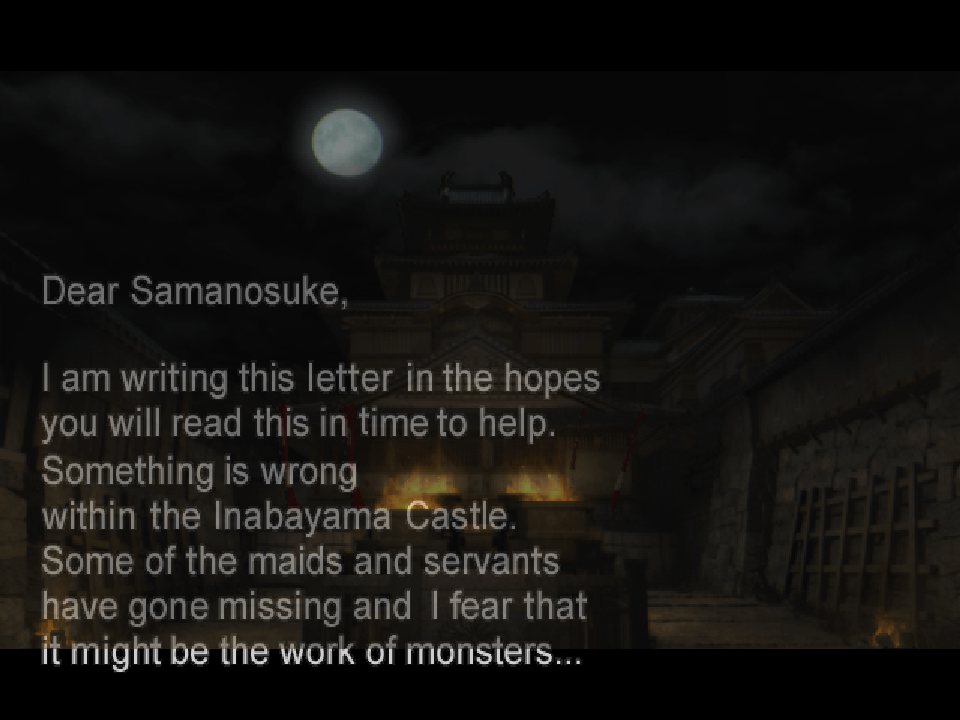 Dear Samanosuke,
I am writing this letter in the hopes
you will read this in time to help.
Something is wrong
within the Inabayama Castle.
Some of the maids and servants
have gone missing and I fear that
it might be the work of monsters...